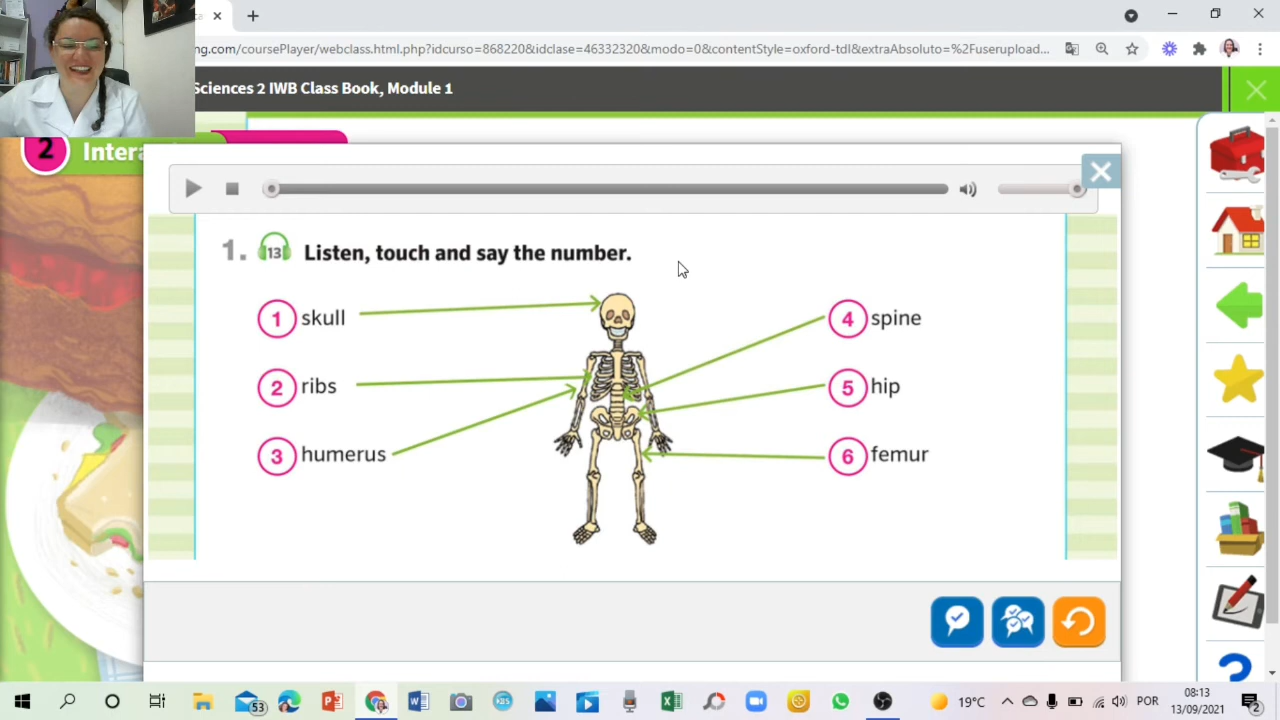 ng.com/coursePlayer/webclass.html.php?idcurso=868220&idclase=46332320&modo=0&contentStyle=oxford-tdl&extraAbsoluto=%2Fuserupload...
Sciences 2 IWB Class Book, Module 1
2
1. 13 Listen, touch and say the number.
1 skull
4 spine
2 ribs
5 hip
3 humerus
6 femur
53
19°C
POR
08:13
13/09/2021
2